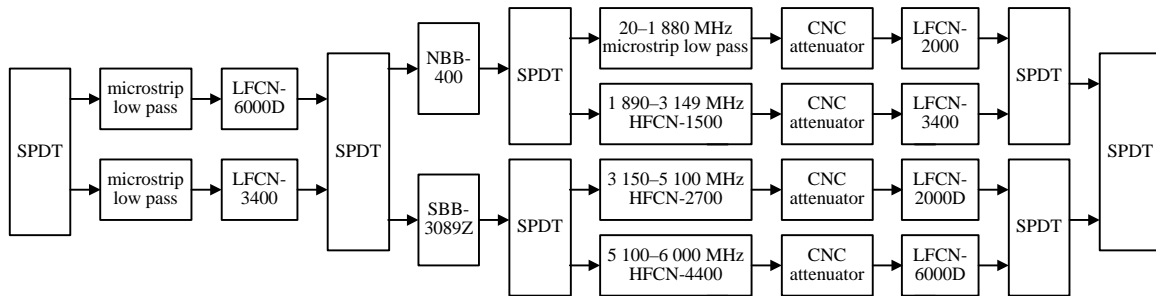 SPDT
microstrip
low pass
LFCN-
6000D
microstrip
low pass
LFCN-
3400
SPDT
NBB-
400
SBB-
3089Z
SPDT
20–1 880 MHz
microstrip low pass
CNC
attenuator
LFCN-
2000
1 890–3 149 MHz
HFCN-1500
CNC
attenuator
LFCN-
3400
SPDT
SPDT
3 150–5 100 MHz
HFCN-2700
CNC
attenuator
LFCN-
2000D
5 100–6 000 MHz
HFCN-4400
CNC
attenuator
LFCN-
6000D
SPDT
SPDT